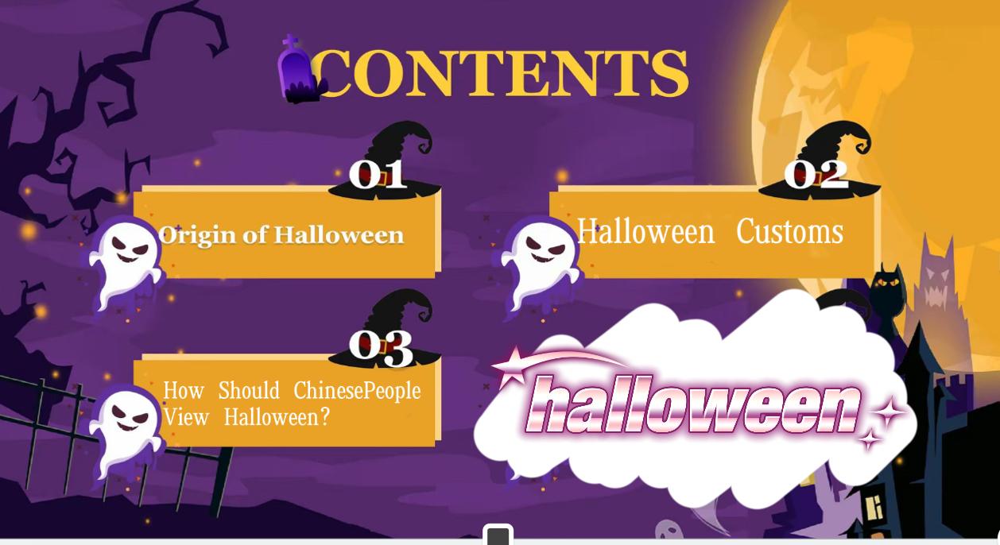 CONTENTS
01
Origin of Halloween
02
Halloween Customs
03
How Should ChinesePeople
View Halloween?
halloween